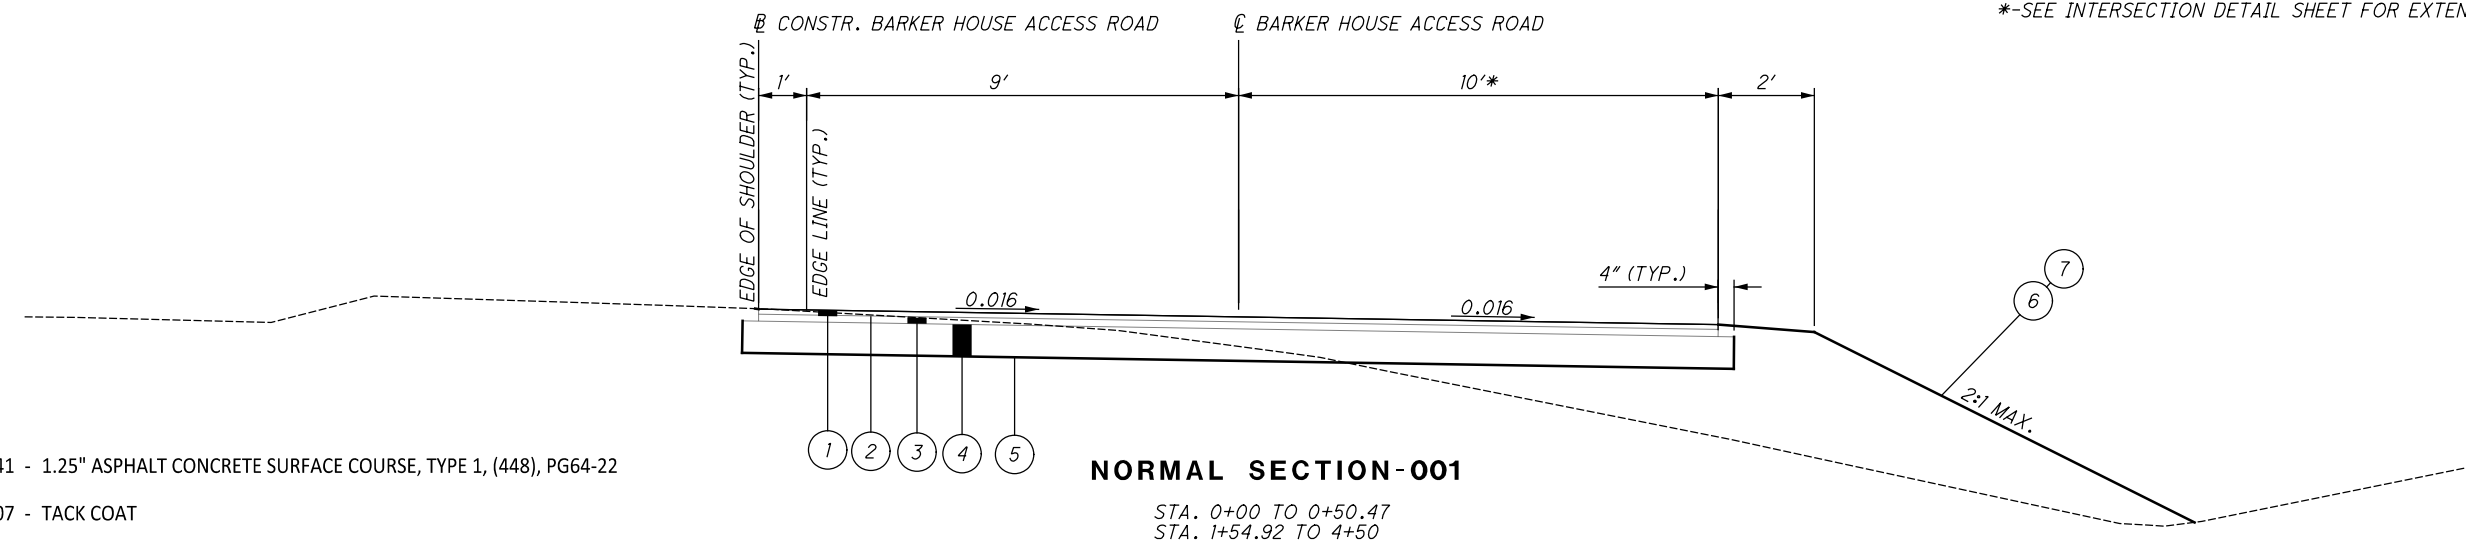 *-SEE INTERSECTION DETAIL SHEET FOR EXTEN
℄ CONSTR. BARKER HOUSE ACCESS ROAD
℄ BARKER HOUSE ACCESS ROAD
1'
9'
10'*
2'
EDGE OF SHOULDER (TYP.)
EDGE LINE (TYP.)
4" (TYP.)
0.016
0.016
7
6
2:1 MAX.
1
2
3
4
5
41 - 1.25" ASPHALT CONCRETE SURFACE COURSE, TYPE 1, (448), PG64-22
07 - TACK COAT
NORMAL SECTION-001
STA. 0+00 TO 0+50.47
STA. 1+54.92 TO 4+50